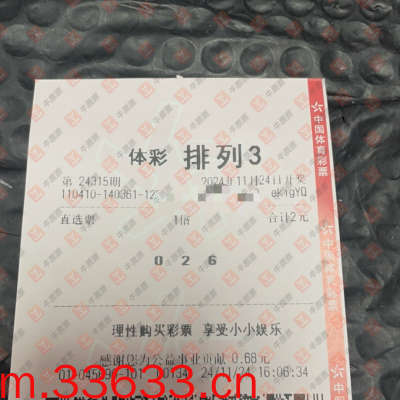 体彩 排列3
第 24315期 2024年11月24日开奖
110410-140361-12 eK1gYQ
直选票 1倍 合计2元
0 2 6
理性购买彩票 享受小小娱乐
感谢您为公益事业贡献 0.68元
24/11/24 16:06:34
中国体育彩票
m.33633.cn